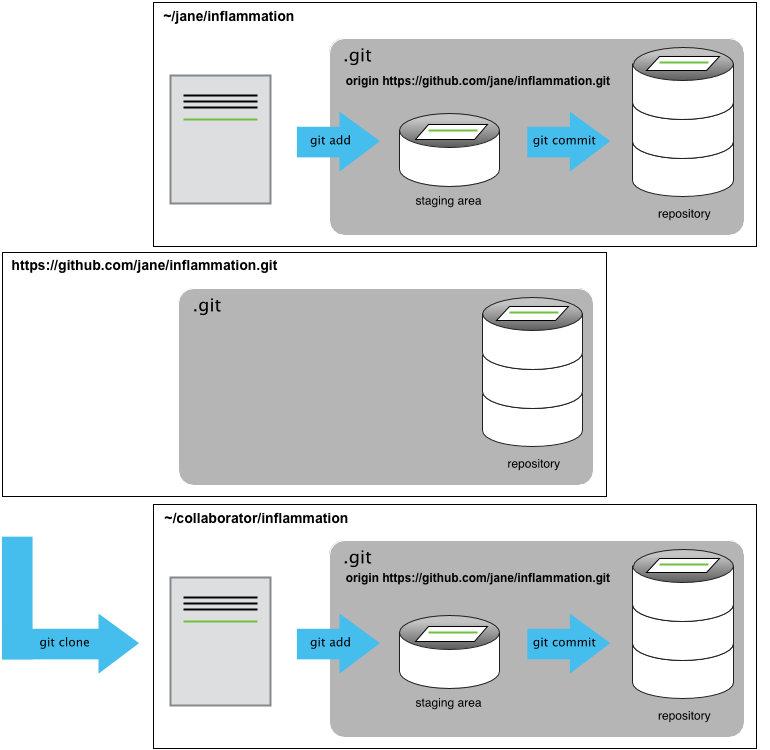 ~/jane/inflammation
.git
origin https://github.com/jane/inflammation.git
git add
git commit
staging area
repository
https://github.com/jane/inflammation.git
.git
repository
~/collaborator/inflammation
.git
origin https://github.com/jane/inflammation.git
git clone
git add
git commit
staging area
repository